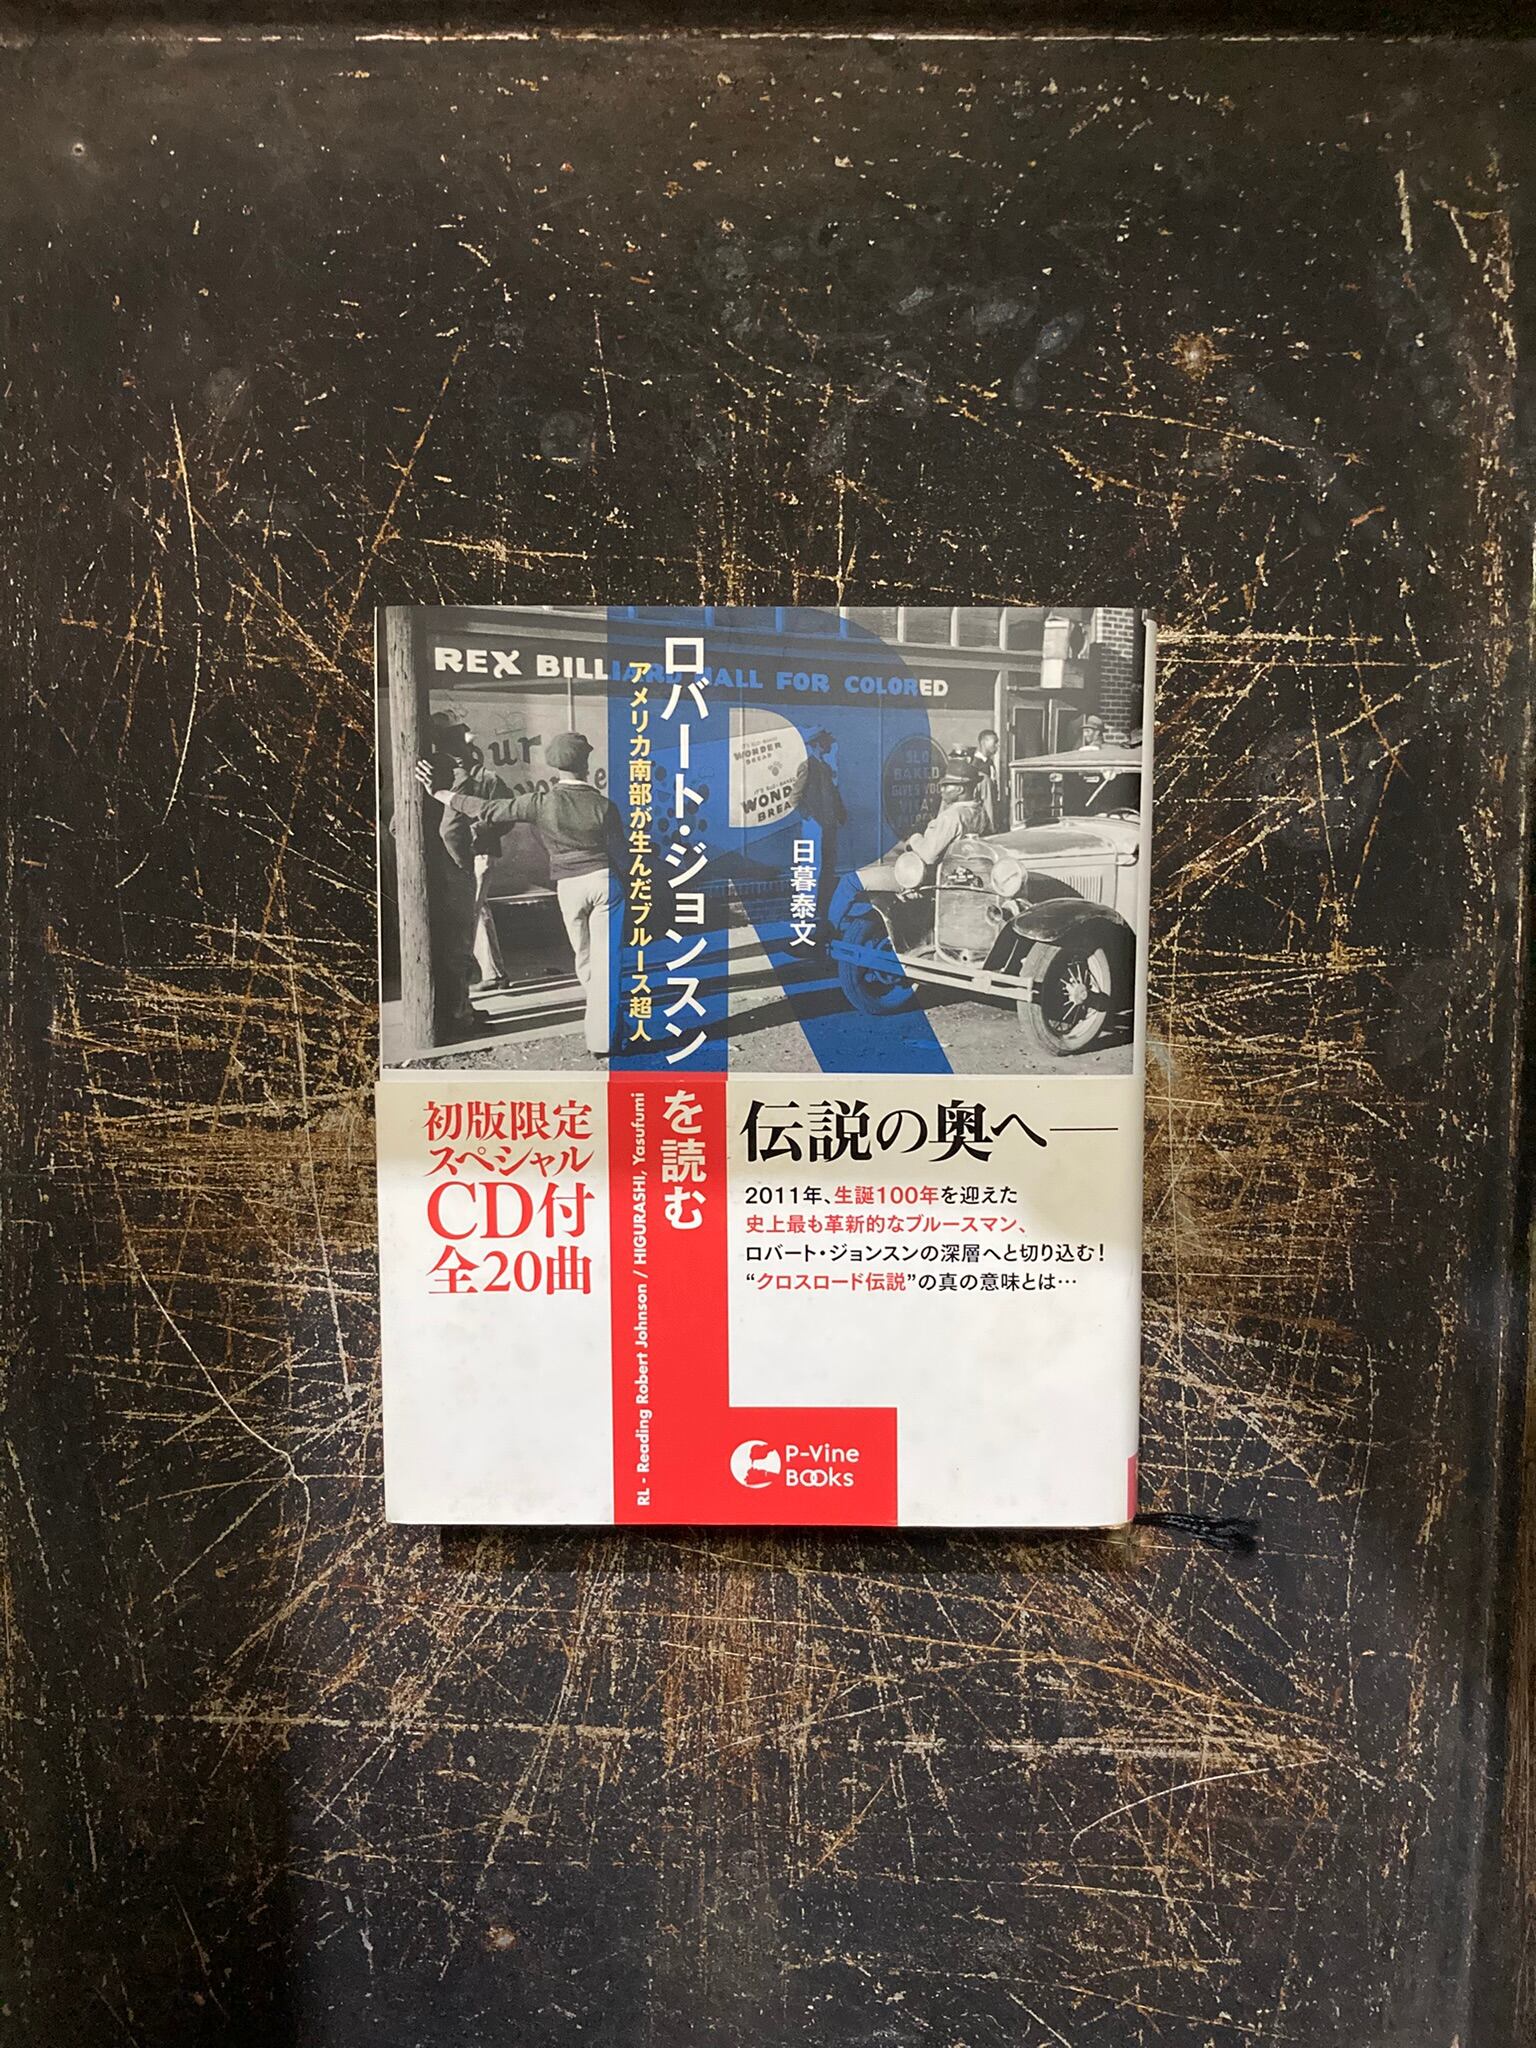 REX BILLIARD HALL FOR COLORED
ロバート・ジョンスンを読む
アメリカ南部が生んだブルース超人
日暮泰文
WONDER
BREAD
BAKED
初版限定
スペシャル
CD付
全20曲
RL - Reading Robert Johnson / HIGURASHI, Yasufumi
伝説の奥へ――
2011年、生誕100年を迎えた
史上最も革新的なブルースマン、
ロバート・ジョンスンの深層へと切り込む!
“クロスロード伝説”の真の意味とは…
P-Vine
BOOks